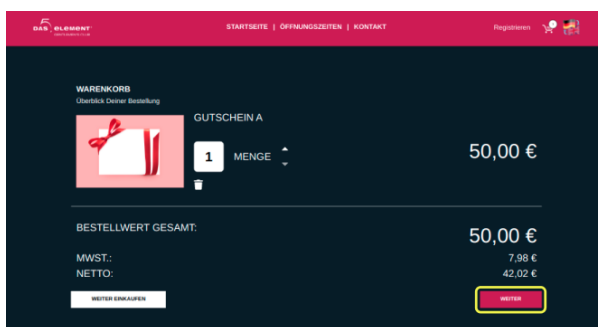 DAS 5 ELEMENT
STARTSEITE | ÖFFNUNGSZEITEN | KONTAKT
Registrieren
WARENKORB
Überblick Deiner Bestellung
GUTSCHEIN A
1 MENGE
50,00 €
BESTELLWERT GESAMT:
50,00 €
MWST.:
7,98 €
NETTO:
42,02 €
WEITER EINKAUFEN
WEITER